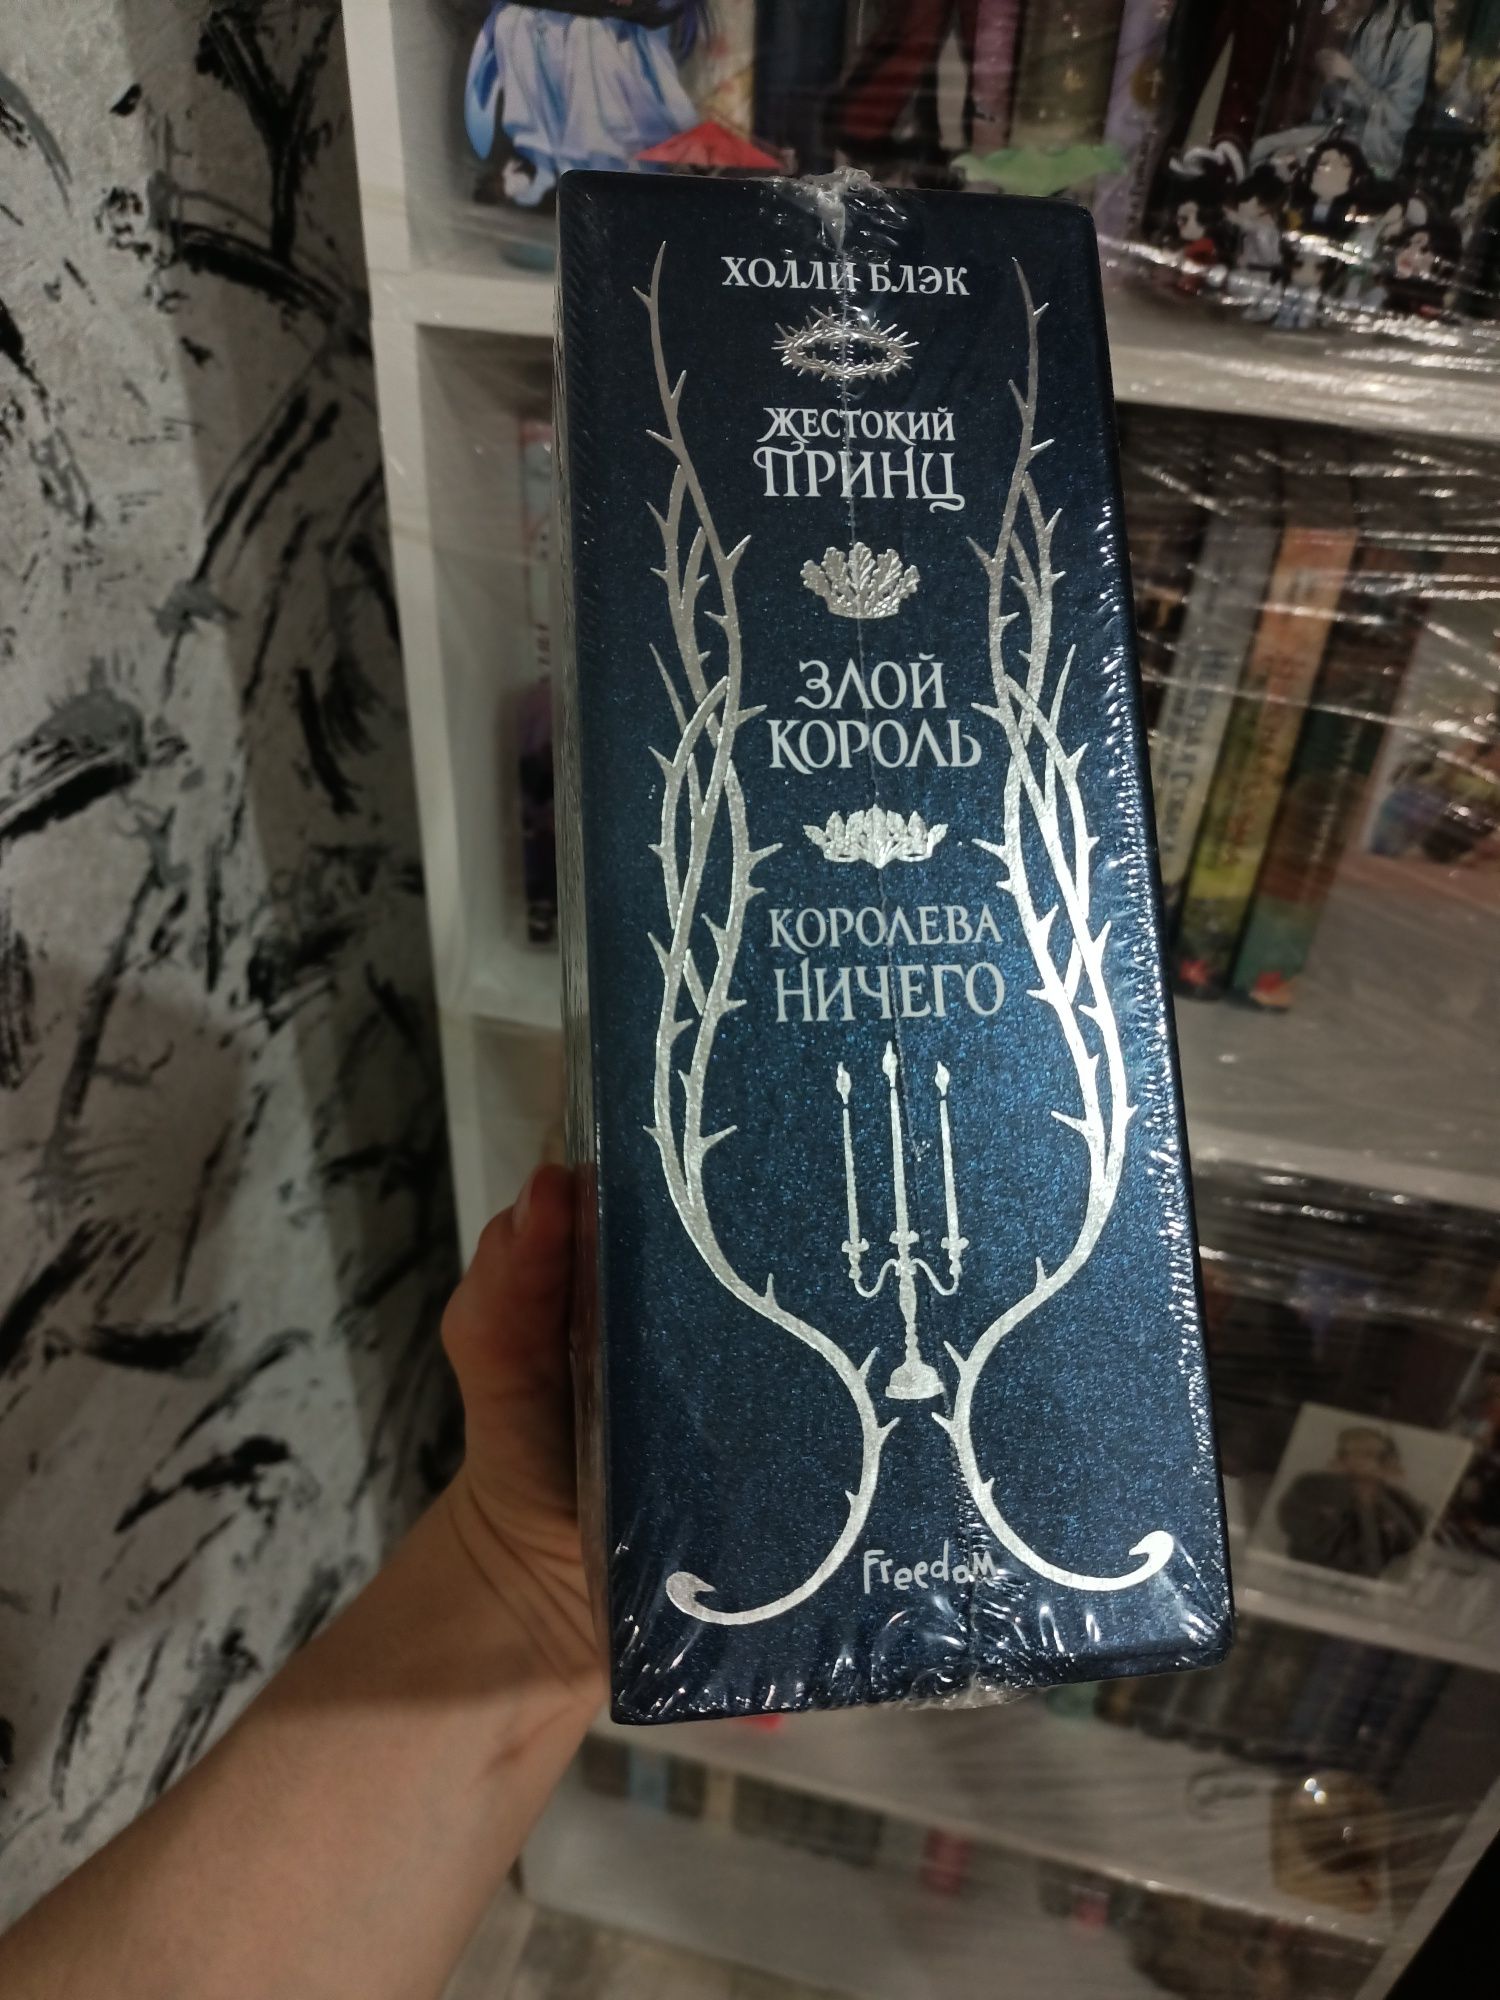 ХОЛЛИ БЛЭК
ЖЕСТОКИЙ
ПРИНЦ
ЗЛОЙ
КОРОЛЬ
КОРОЛЕВА
НИЧЕГО
Freedom